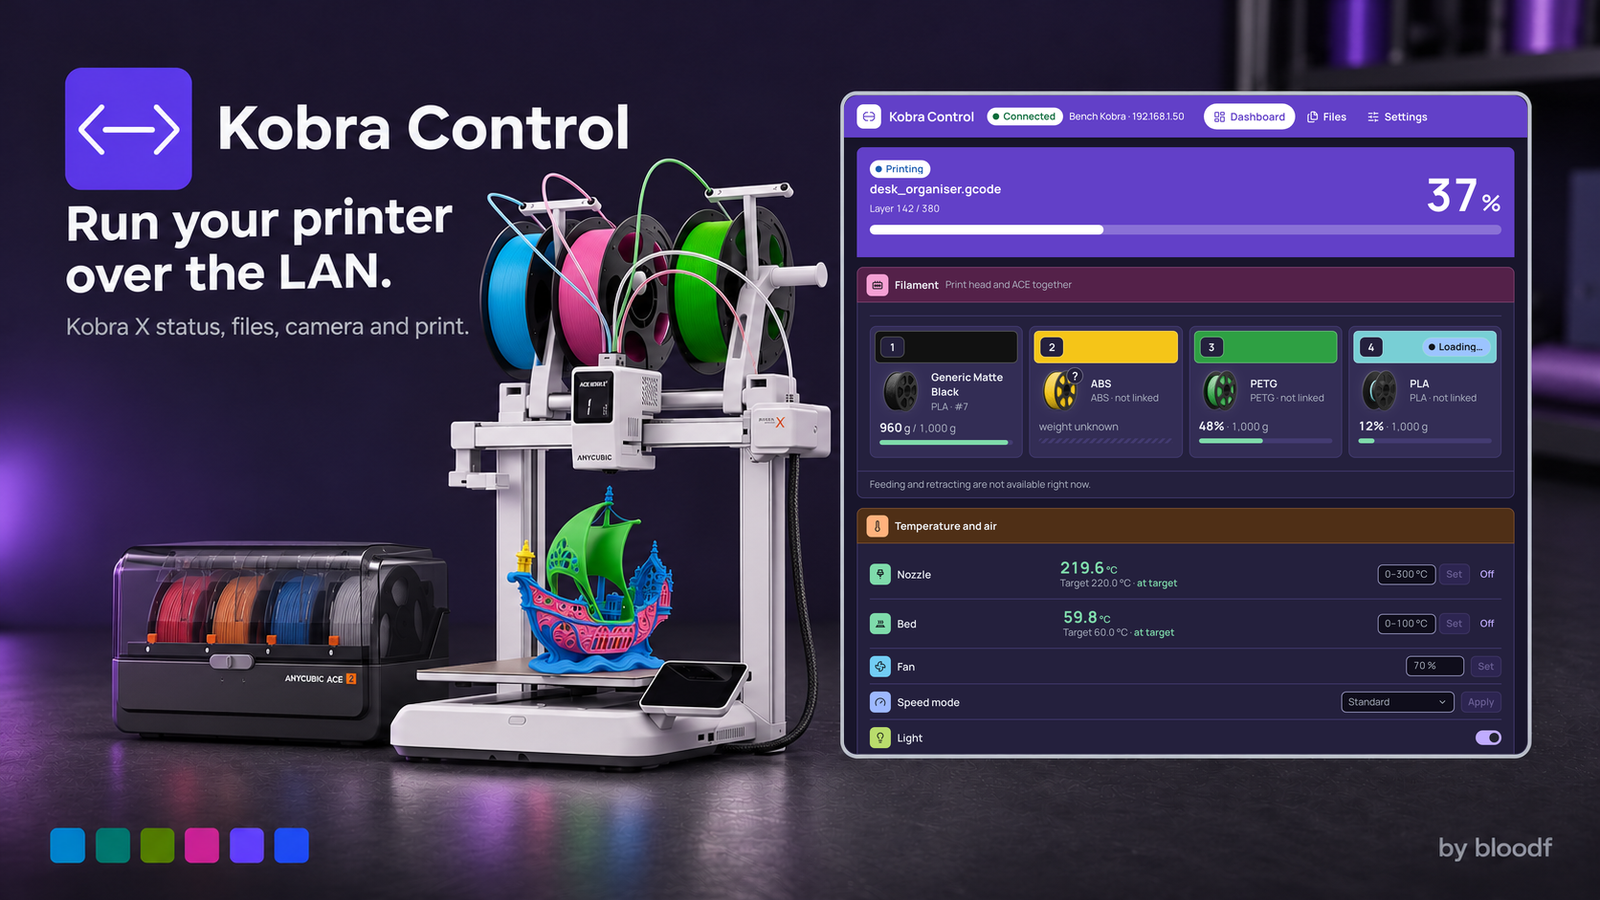 Kobra Control
Run your printer
over the LAN.
Kobra X status, files, camera and print.
ANYCUBIC
X
ANYCUBIC ACE 2
Kobra Control
Connected
Bench Kobra · 192.168.1.50
Dashboard
Files
Settings
Printing
desk_organiser.gcode
Layer 142 / 380
37%
Filament
Print head and ACE together
1
Generic Matte
Black
PLA · #7
960 g / 1,000 g
2
?
ABS
ABS · not linked
weight unknown
3
PETG
PETG · not linked
48% · 1,000 g
4
Loading...
PLA
PLA · not linked
12% · 1,000 g
Feeding and retracting are not available right now.
Temperature and air
Nozzle
219.6 °C
Target 220.0 °C · at target
0–300 °C
Set
Off
Bed
59.8 °C
Target 60.0 °C · at target
0–100 °C
Set
Off
Fan
70 %
Set
Speed mode
Standard
Apply
Light
by bloodf